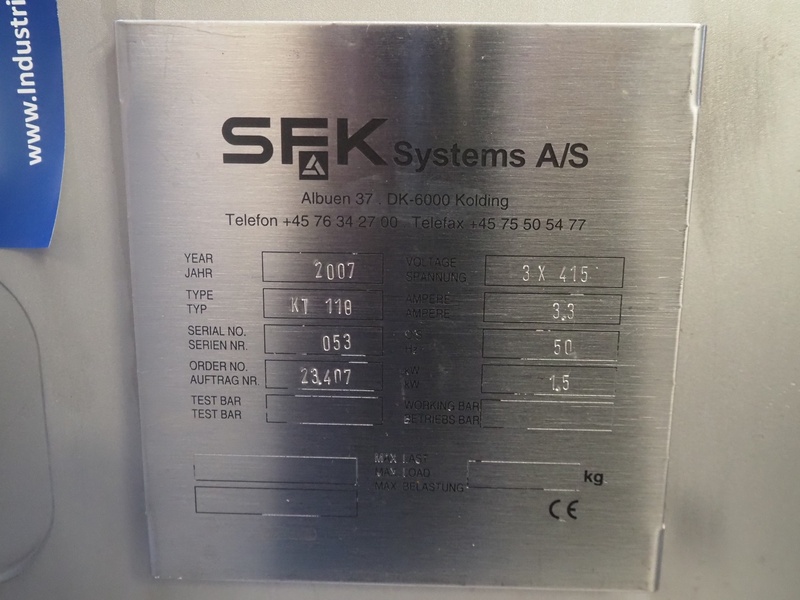 www.Industri
SFK Systems A/S
Albuen 37 . DK-6000 Kolding
Telefon +45 76 34 27 00 Telefax +45 75 50 54 77
YEAR
JAHR
2007
VOLTAGE
SPANNUNG
3 X 415
TYPE
TYP
KT 110
AMPERE
AMPERE
3.3
SERIAL NO.
SERIEN NR.
053
50
ORDER NO.
AUFTRAG NR.
23.407
KW
KW
1.5
TEST BAR
TEST BAR
WORKING BAR
BETRIEBS BAR
MAX LAST
MAX LOAD
MAX BELASTUNG
kg
CE